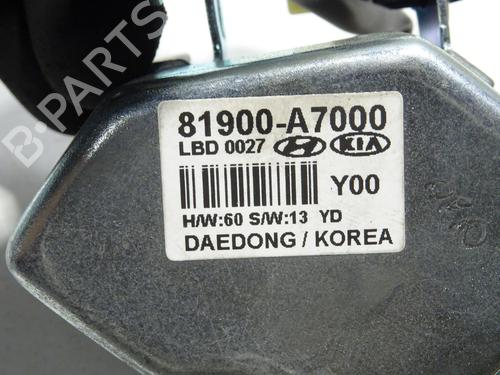 B-PARTS
81900-A7000
LBD 0027 KIA
Y00
H/W:60 S/W:13 YD
DAEDONG / KOREA